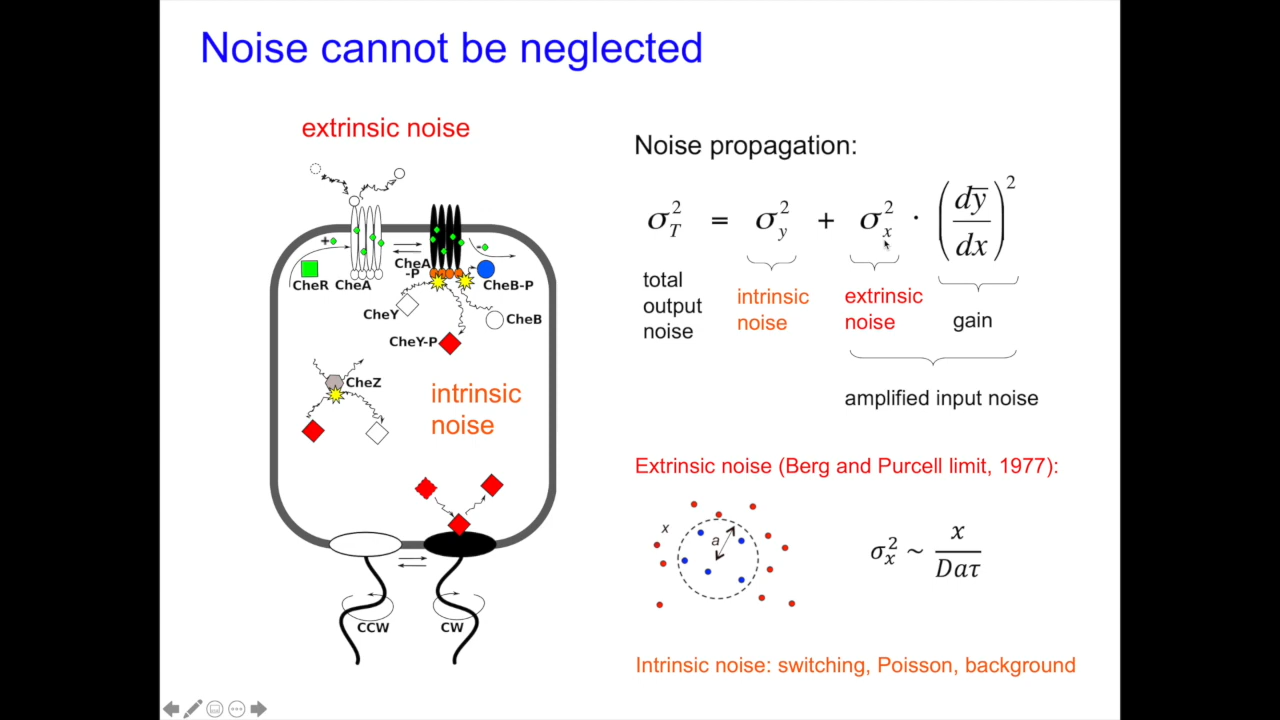 Noise cannot be neglected
extrinsic noise
+
-
CheR CheA
CheA
-P
CheB-P
CheY
CheB
CheY-P
CheZ
intrinsic
noise
CCW
CW
Noise propagation:
σ_T^2 = σ_y^2 + σ_x^2 · (dȳ/dx)^2
total
output
noise
intrinsic
noise
extrinsic
noise
gain
amplified input noise
Extrinsic noise (Berg and Purcell limit, 1977):
x
a
σ_x^2 ~ x/Daτ
Intrinsic noise: switching, Poisson, background